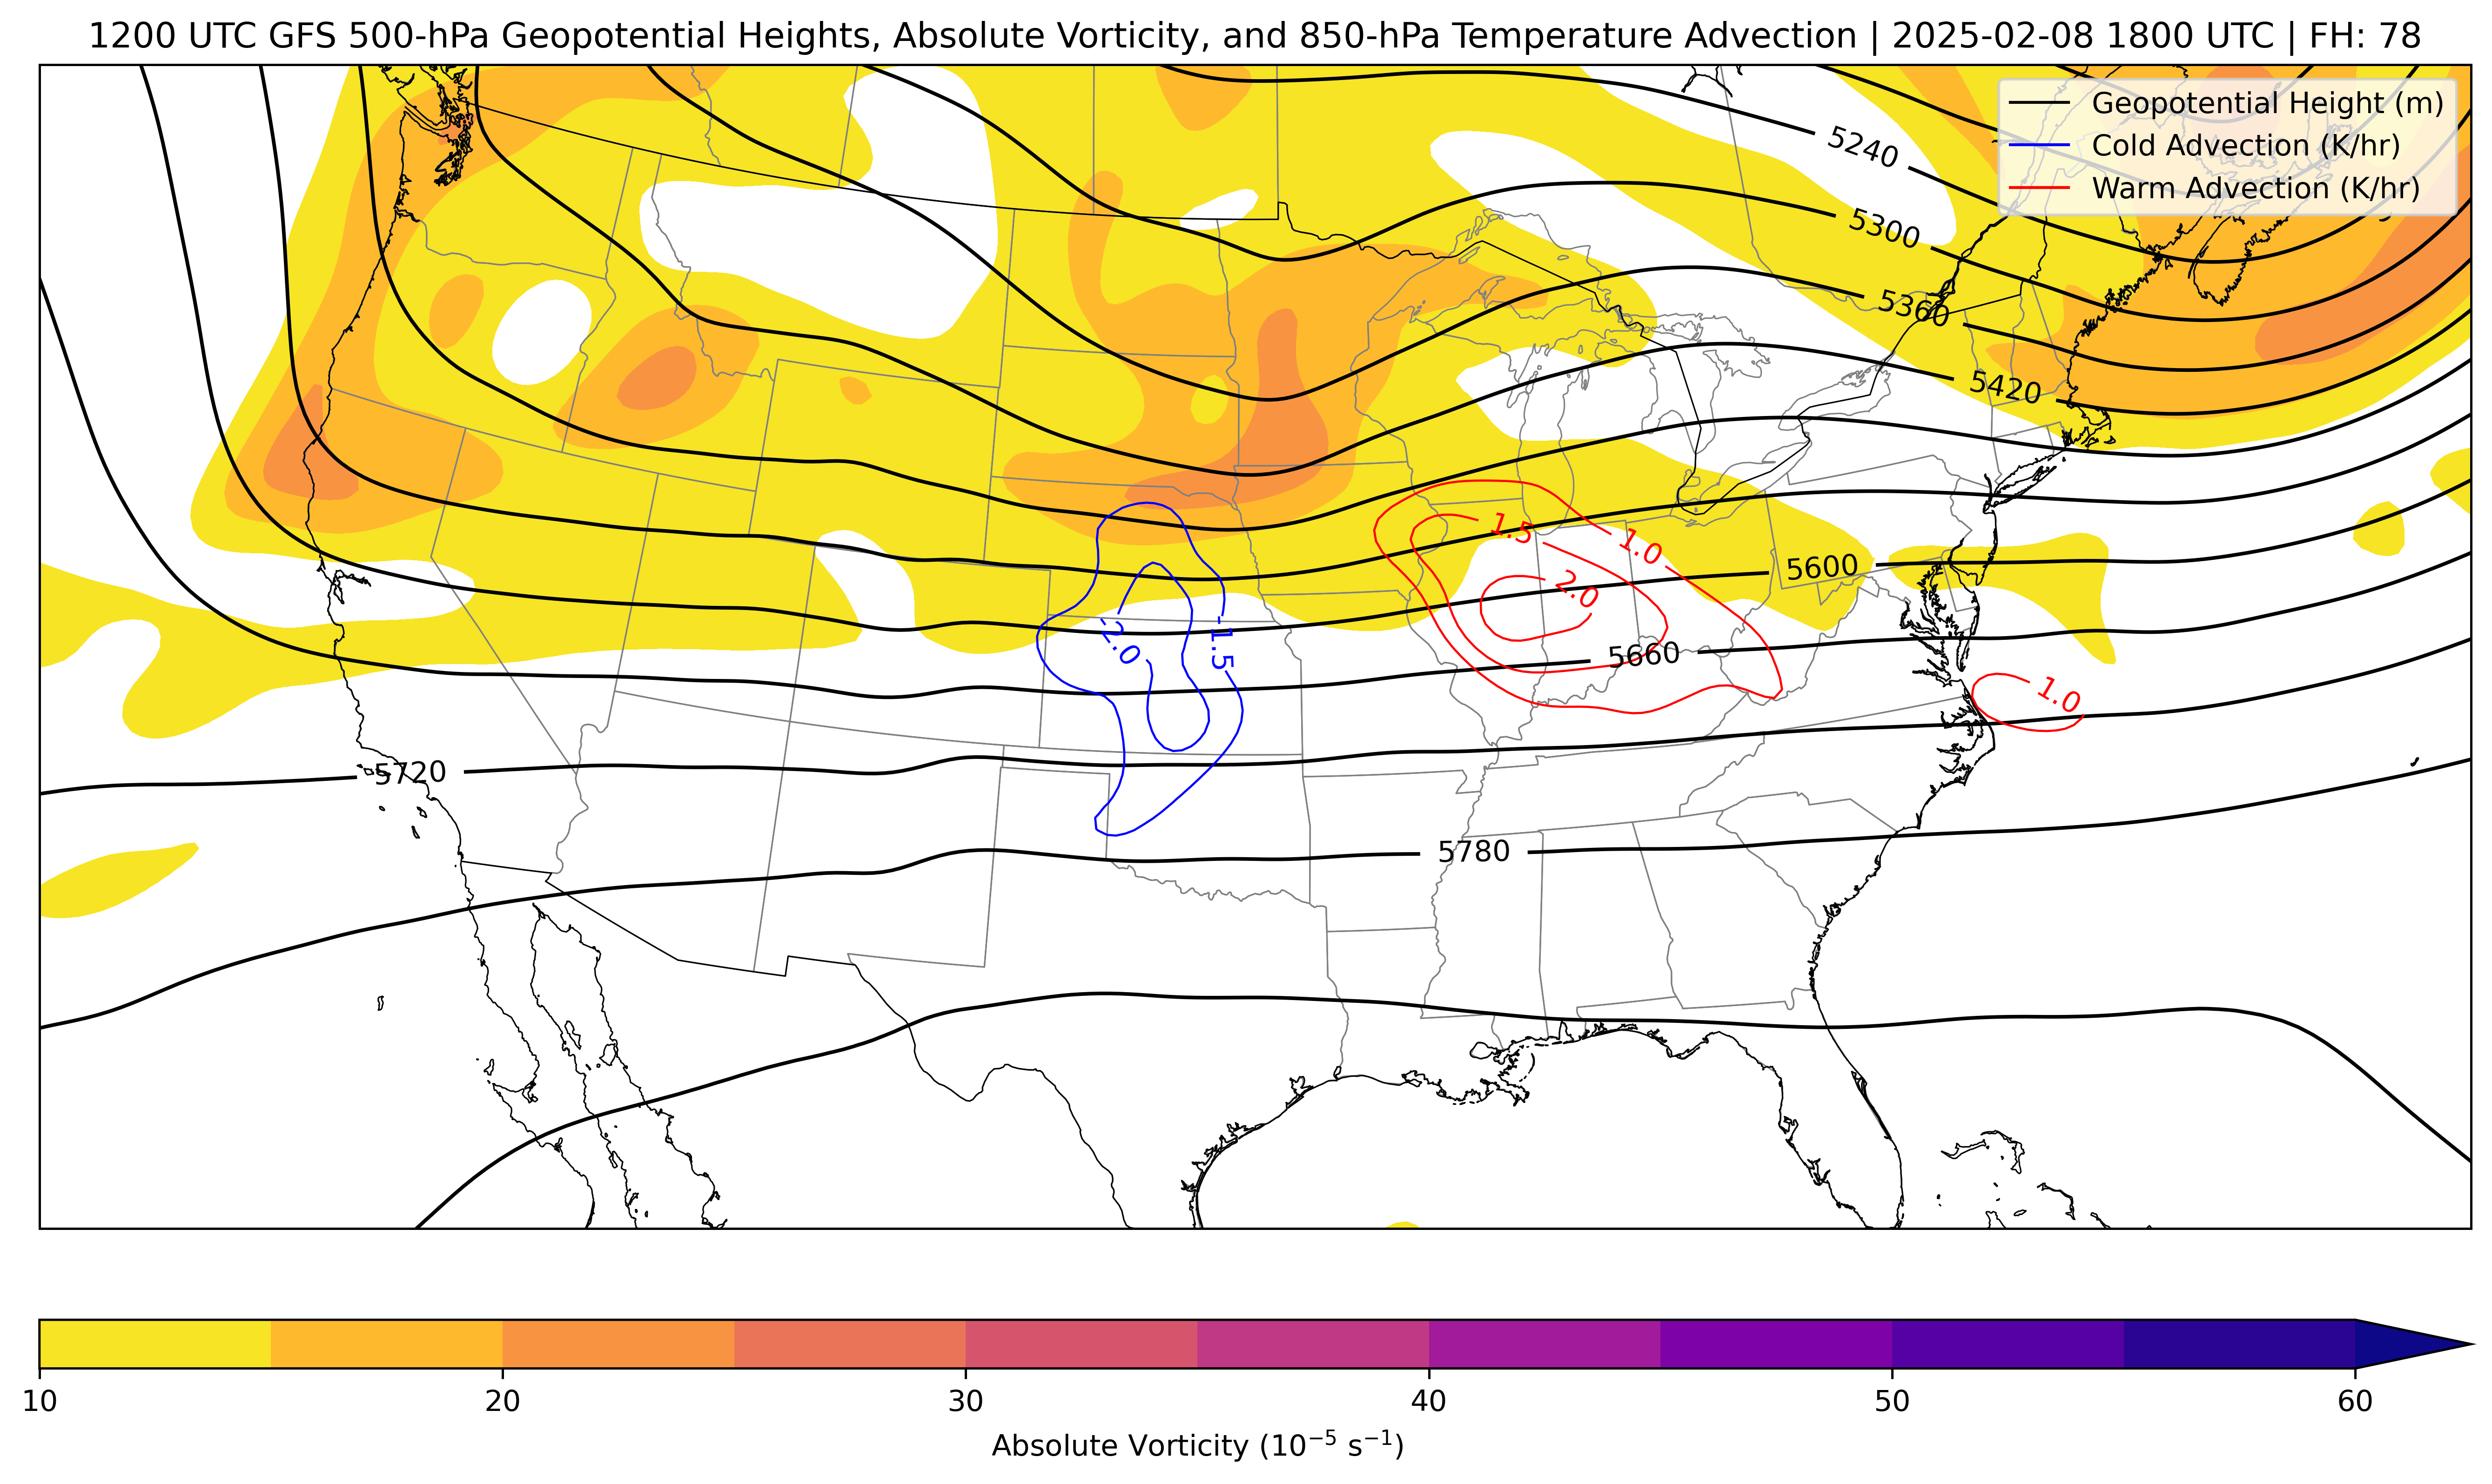 1200 UTC GFS 500-hPa Geopotential Heights, Absolute Vorticity, and 850-hPa Temperature Advection | 2025-02-08 1800 UTC | FH: 78
Geopotential Height (m)
Cold Advection (K/hr)
Warm Advection (K/hr)
5240
5300
5360
5420
1.5
1.0
2.0
5600
-2.0
-1.5
5660
1.0
5720
5780
10 20 30 40 50 60
Absolute Vorticity (10⁻⁵ s⁻¹)